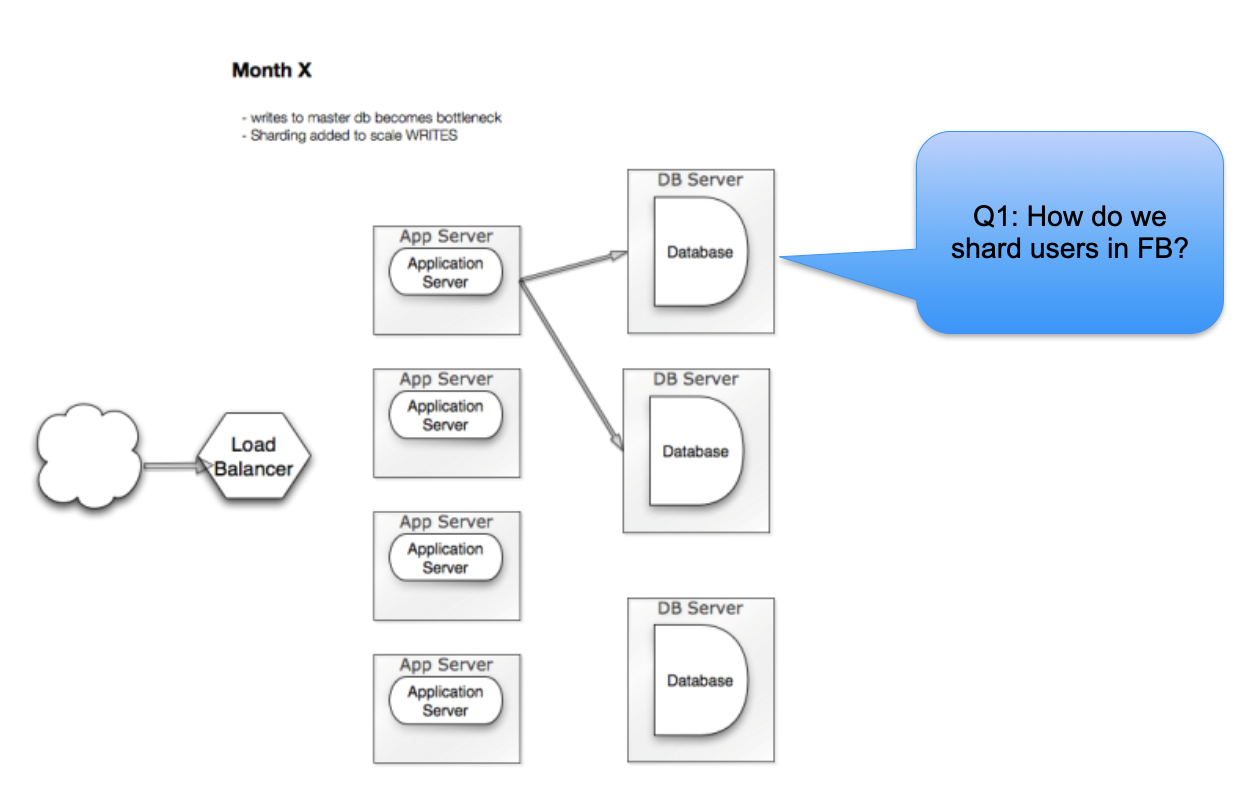 Month X
- writes to master db becomes bottleneck
- Sharding added to scale WRITES
DB Server
Database
Q1: How do we
shard users in FB?
App Server
Application
Server
DB Server
Database
App Server
Application
Server
Load
Balancer
App Server
Application
Server
DB Server
Database
App Server
Application
Server